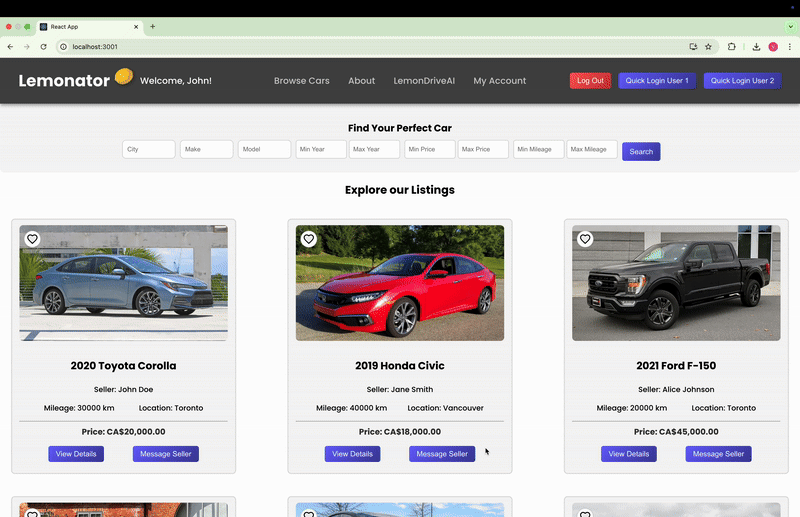 React App
localhost:3001
V
Lemonator
Welcome, John!
Browse Cars
About
LemonDriveAI
My Account
Log Out
Quick Login User 1
Quick Login User 2
Find Your Perfect Car
City
Make
Model
Min Year
Max Year
Min Price
Max Price
Min Mileage
Max Mileage
Search
Explore our Listings
2020 Toyota Corolla
Seller: John Doe
Mileage: 30000 km
Location: Toronto
Price: CA$20,000.00
View Details
Message Seller
2019 Honda Civic
Seller: Jane Smith
Mileage: 40000 km
Location: Vancouver
Price: CA$18,000.00
View Details
Message Seller
2021 Ford F-150
Seller: Alice Johnson
Mileage: 20000 km
Location: Toronto
Price: CA$45,000.00
View Details
Message Seller